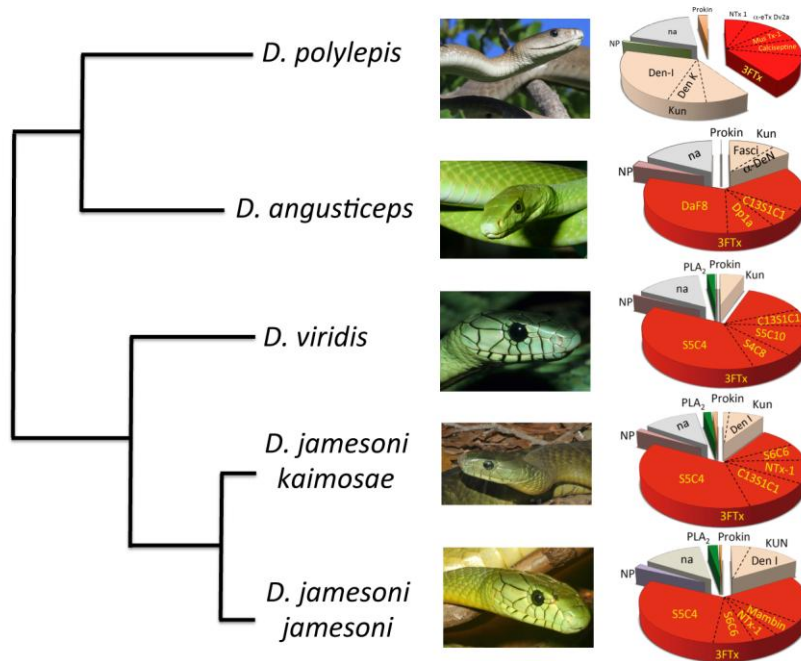 D. polylepis
Prokin
NTx 1
α-eTx Dv2a
na
Mus Tx-1
Calciseptine
NP
3FTx
Den-I
Den K
Kun
D. angusticeps
Prokin
Kun
Fasci
α-DeN
na
NP
DaF8
Dp1a
C13S1C1
3FTx
D. viridis
PLA2
Prokin
Kun
na
NP
C13S1C1
S5C10
S4C8
S5C4
3FTx
D. jamesoni
kaimosae
PLA2
Prokin
Kun
na
Den I
NP
S6C6
NTx-1
C13S1C1
S5C4
3FTx
D. jamesoni
jamesoni
PLA2
Prokin
KUN
na
Den I
NP
Mambin
NTx-1
S6C6
S5C4
3FTx